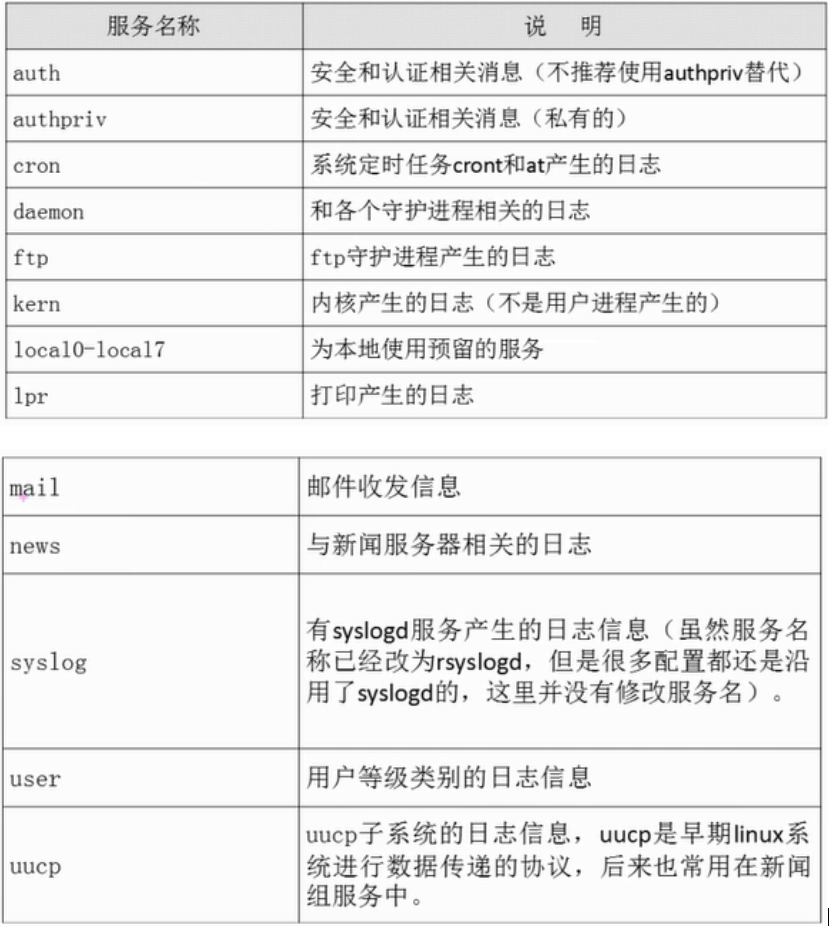 服务名称 说 明
auth 安全和认证相关消息（不推荐使用authpriv替代）
authpriv 安全和认证相关消息（私有的）
cron 系统定时任务cront和at产生的日志
daemon 和各个守护进程相关的日志
ftp ftp守护进程产生的日志
kern 内核产生的日志（不是用户进程产生的）
local0-local7 为本地使用预留的服务
lpr 打印产生的日志
mail 邮件收发信息
news 与新闻服务器相关的日志
有syslogd服务产生的日志信息（虽然服务名
syslog 称已经改为rsyslogd，但是很多配置都还是沿
用了syslogd的，这里并没有修改服务名）。
user 用户等级类别的日志信息
uucp子系统的日志信息，uucp是早期linux系
uucp 统进行数据传递的协议，后来也常用在新闻
组服务中。